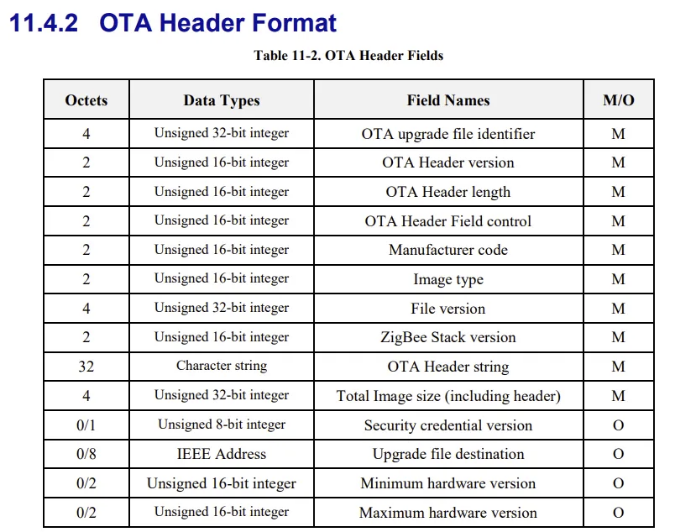 11.4.2 OTA Header Format
Table 11-2. OTA Header Fields
Octets Data Types Field Names M/O
4 Unsigned 32-bit integer OTA upgrade file identifier M
2 Unsigned 16-bit integer OTA Header version M
2 Unsigned 16-bit integer OTA Header length M
2 Unsigned 16-bit integer OTA Header Field control M
2 Unsigned 16-bit integer Manufacturer code M
2 Unsigned 16-bit integer Image type M
4 Unsigned 32-bit integer File version M
2 Unsigned 16-bit integer ZigBee Stack version M
32 Character string OTA Header string M
4 Unsigned 32-bit integer Total Image size (including header) M
0/1 Unsigned 8-bit integer Security credential version O
0/8 IEEE Address Upgrade file destination O
0/2 Unsigned 16-bit integer Minimum hardware version O
0/2 Unsigned 16-bit integer Maximum hardware version O